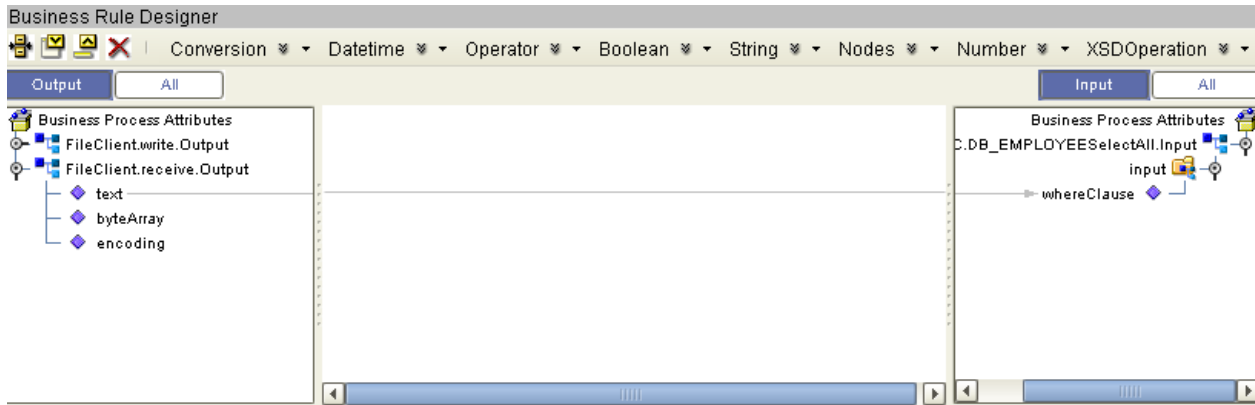 Business Rule Designer
Conversion Datetime Operator Boolean String Nodes Number XSDOperation
Output All Input All
Business Process Attributes
FileClient.write.Output
FileClient.receive.Output
text
byteArray
encoding
Business Process Attributes
C.DB_EMPLOYEESelectAll.Input
input
whereClause